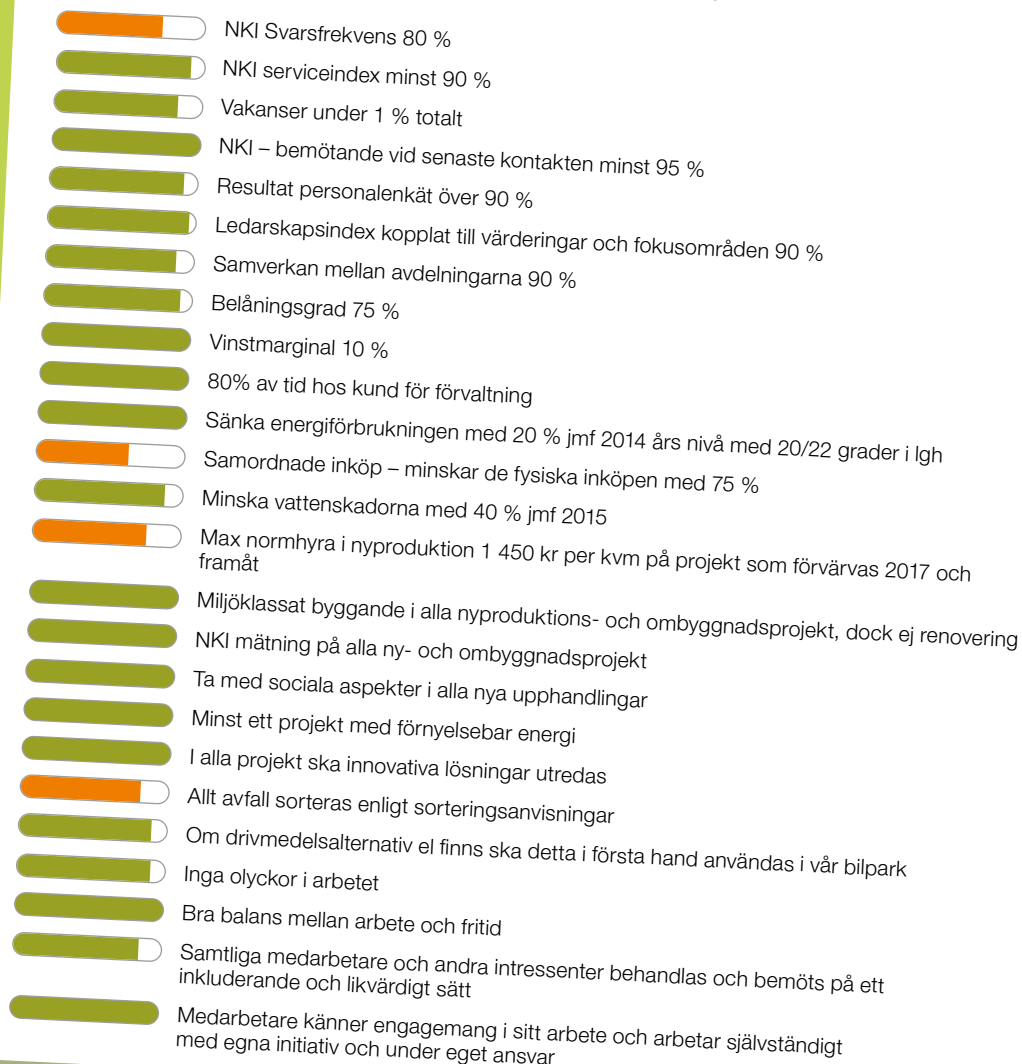 NKI Svarsfrekvens 80 %
NKI serviceindex minst 90 %
Vakanser under 1 % totalt
NKI – bemötande vid senaste kontakten minst 95 %
Resultat personalenkät över 90 %
Ledarskapsindex kopplat till värderingar och fokusområden 90 %
Samverkan mellan avdelningarna 90 %
Belåningsgrad 75 %
Vinstmarginal 10 %
80% av tid hos kund för förvaltning
Sänka energiförbrukningen med 20 % jmf 2014 års nivå med 20/22 grader i lgh
Samordnade inköp – minskar de fysiska inköpen med 75 %
Minska vattenskadorna med 40 % jmf 2015
Max normhyra i nyproduktion 1 450 kr per kvm på projekt som förvärvas 2017 och
framåt
Miljöklassat byggande i alla nyproduktions- och ombyggnadsprojekt, dock ej renovering
NKI mätning på alla ny- och ombyggnadsprojekt
Ta med sociala aspekter i alla nya upphandlingar
Minst ett projekt med förnyelsebar energi
I alla projekt ska innovativa lösningar utredas
Allt avfall sorteras enligt sorteringsanvisningar
Om drivmedelsalternativ el finns ska detta i första hand användas i vår bilpark
Inga olyckor i arbetet
Bra balans mellan arbete och fritid
Samtliga medarbetare och andra intressenter behandlas och bemöts på ett
inkluderande och likvärdigt sätt
Medarbetare känner engagemang i sitt arbete och arbetar självständigt
med egna initiativ och under eget ansvar